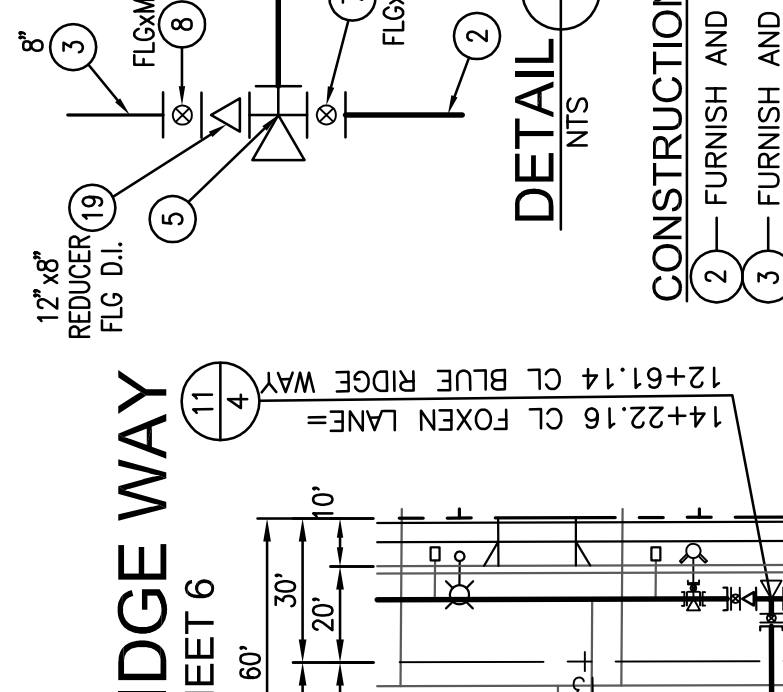 8"
3
FLGxM
8
FLGx
2
12"x8"
REDUCER
FLG D.I.
19
5
DETAIL
NTS
CONSTRUCTION
2 FURNISH AND
3 FURNISH AND
IDGE WAY
HEET 6
11
4
14+22.16 CL FOXEN LANE=
12+61.14 CL BLUE RIDGE WAY
10'
30'
20'
60'